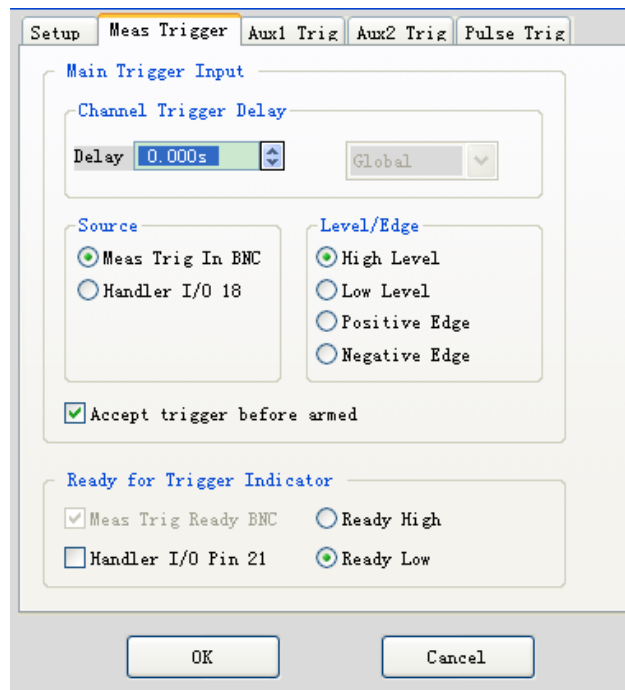 Setup Meas Trigger Aux1 Trig Aux2 Trig Pulse Trig
Main Trigger Input
Channel Trigger Delay
Delay 0.000s Global
Source Level/Edge
Meas Trig In BNC High Level
Handler I/O 18 Low Level
Positive Edge
Negative Edge
Accept trigger before armed
Ready for Trigger Indicator
Meas Trig Ready BNC Ready High
Handler I/O Pin 21 Ready Low
OK Cancel